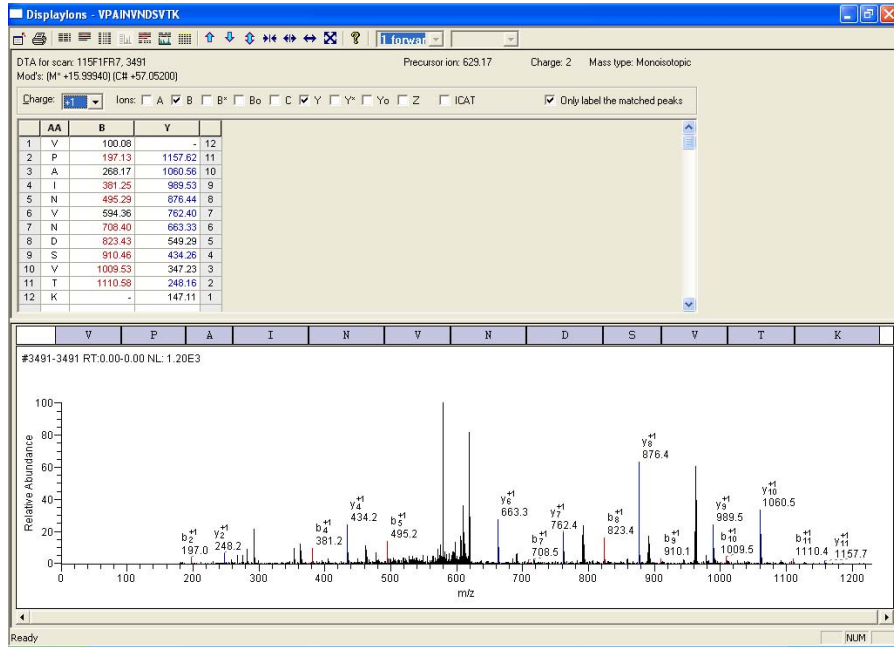 DisplayIons - VPAINVNDSVTK
1 forwar
DTA for scan: 115F1FR7, 3491 Precursor ion: 629.17 Charge: 2 Mass type: Monoisotopic
Mod's: (M* +15.99940) (C# +57.05200)
Charge: +1 Ions: A B B* Bo C Y Y* Yo Z ICAT Only label the matched peaks
AA B Y
1 V 100.08 - 12
2 P 197.13 1157.62 11
3 A 268.17 1060.56 10
4 I 381.25 989.53 9
5 N 495.29 876.44 8
6 V 594.36 762.40 7
7 N 708.40 663.33 6
8 D 823.43 549.29 5
9 S 910.46 434.26 4
10 V 1009.53 347.23 3
11 T 1110.58 248.16 2
12 K - 147.11 1
V P A I N V N D S V T K
#3491-3491 RT:0.00-0.00 NL: 1.20E3
Relative Abundance
100
80
60
40
20
0
b2+1
197.0
y2+1
248.2
b4+1
381.2
y4+1
434.2
b5+1
495.2
y6+1
663.3
b7+1
708.5
y7+1
762.4
b8+1
823.4
y8+1
876.4
b9+1
910.1
y9+1
989.5
b10+1
1009.5
y10+1
1060.5
b11+1
1110.4
y11+1
1157.7
0 100 200 300 400 500 600 700 800 900 1000 1100 1200
m/z
Ready NUM